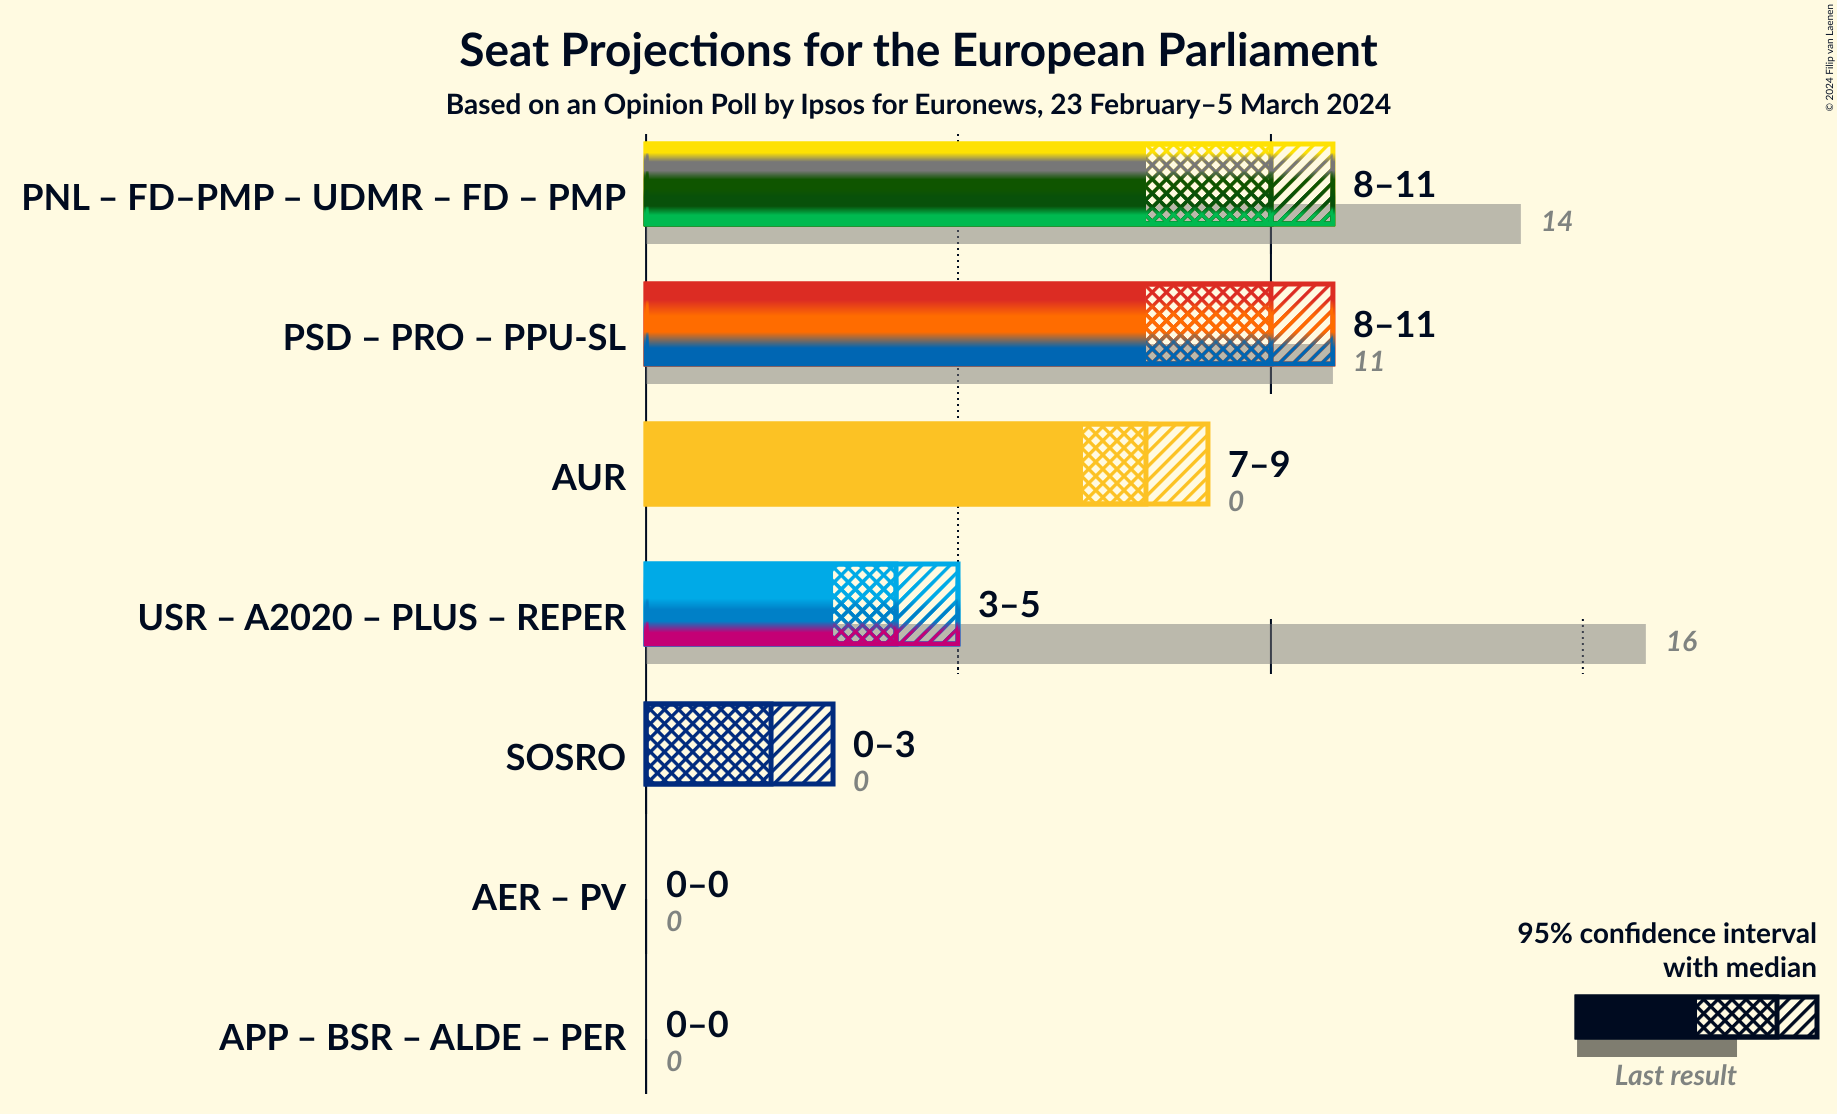 Seat Projections for the European Parliament
Based on an Opinion Poll by Ipsos for Euronews, 23 February–5 March 2024
© 2024 Filip van Laenen
PNL – FD–PMP – UDMR – FD – PMP
8–11
14
PSD – PRO – PPU-SL
8–11
11
AUR
7–9
0
USR – A2020 – PLUS – REPER
3–5
16
SOSRO
0–3
0
AER – PV
0–0
0
APP – BSR – ALDE – PER
0–0
0
95% confidence interval
with median
Last result